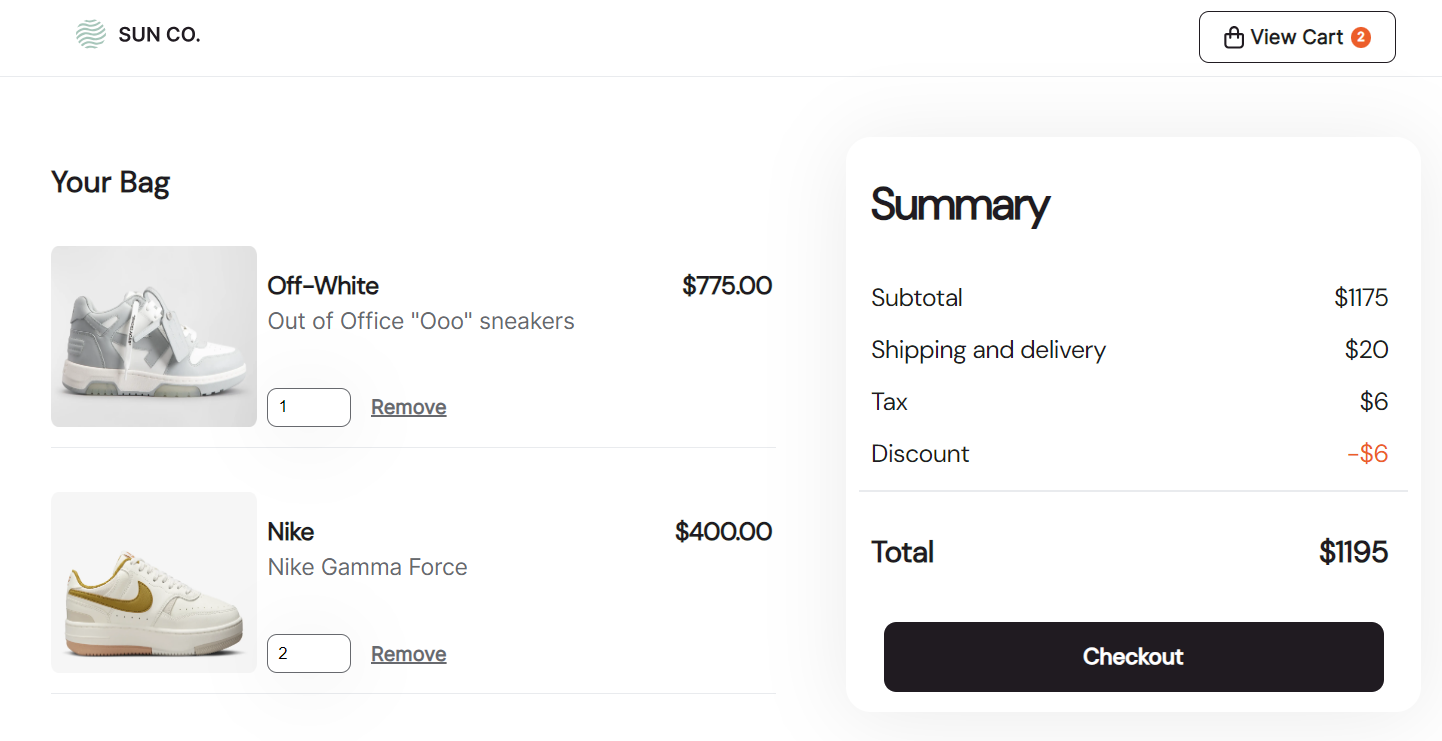 SUN CO.
View Cart 2
Your Bag
Off-White $775.00
Out of Office "Ooo" sneakers
1 Remove
Nike $400.00
Nike Gamma Force
2 Remove
Summary
Subtotal $1175
Shipping and delivery $20
Tax $6
Discount -$6
Total $1195
Checkout